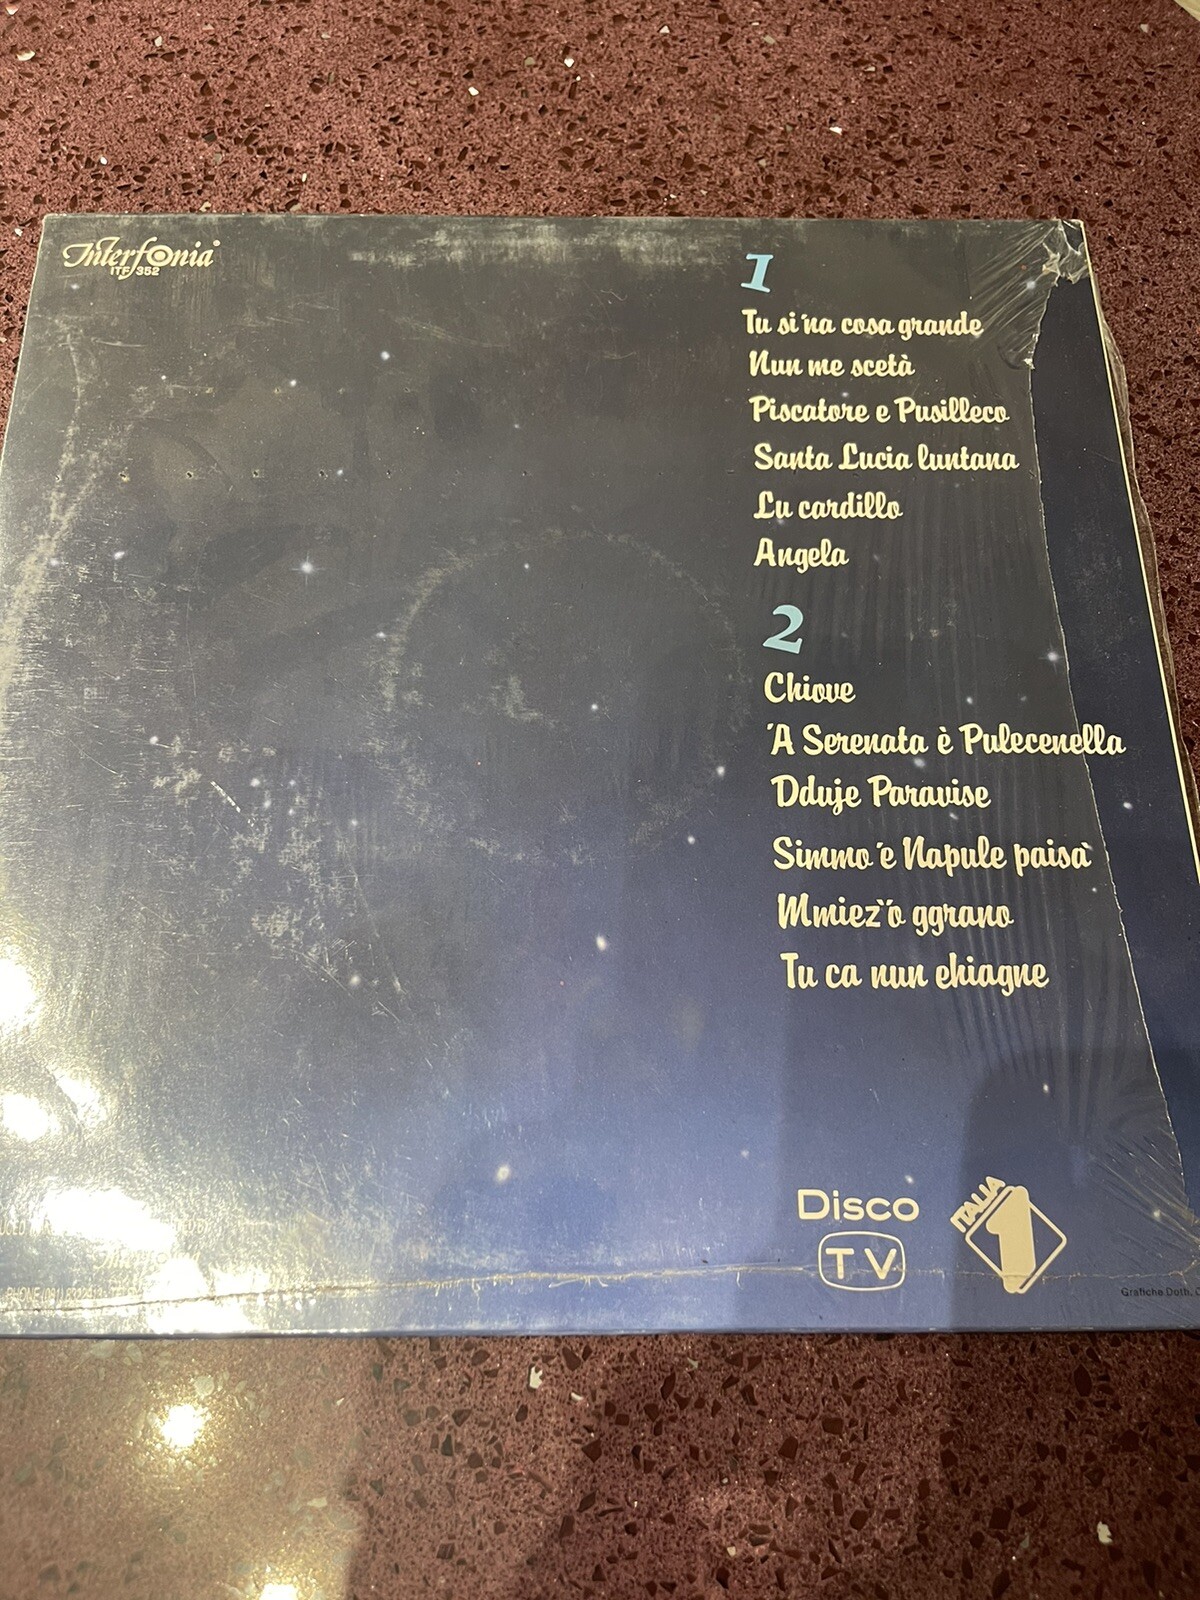 Interfonia
ITF 352
1
Tu si 'na cosa grande
Nun me scetà
Piscatore e Pusilleco
Santa Lucia luntana
Lu cardillo
Angela
2
Chiove
'A Serenata è Pulecenella
Dduje Paravise
Simmo 'e Napule paisà
Mmiez' 'o ggrano
Tu ca nun chiagne
Disco
TV
ITALIA
1
Grafiche Doth.